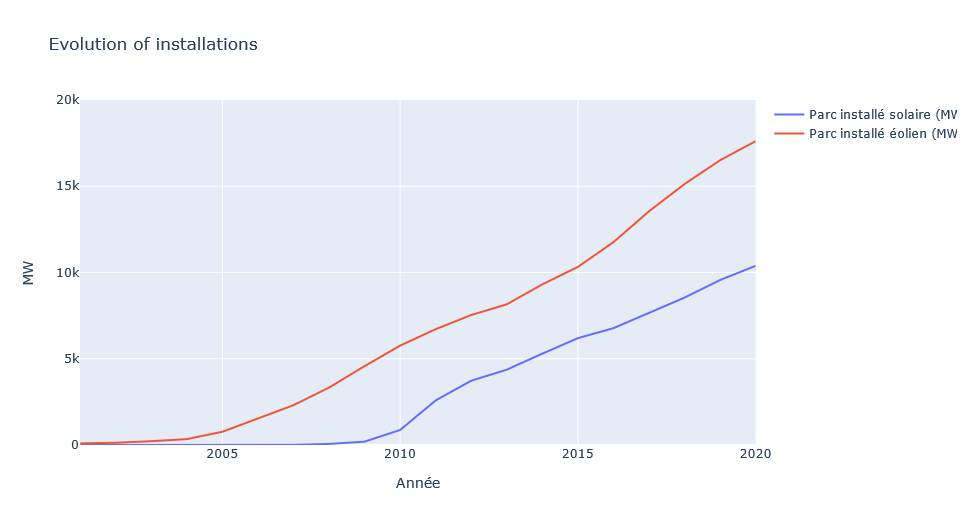 Evolution of installations
20k
15k
10k
5k
0
MW
2005 2010 2015 2020
Année
Parc installé solaire (MW
Parc installé éolien (MW